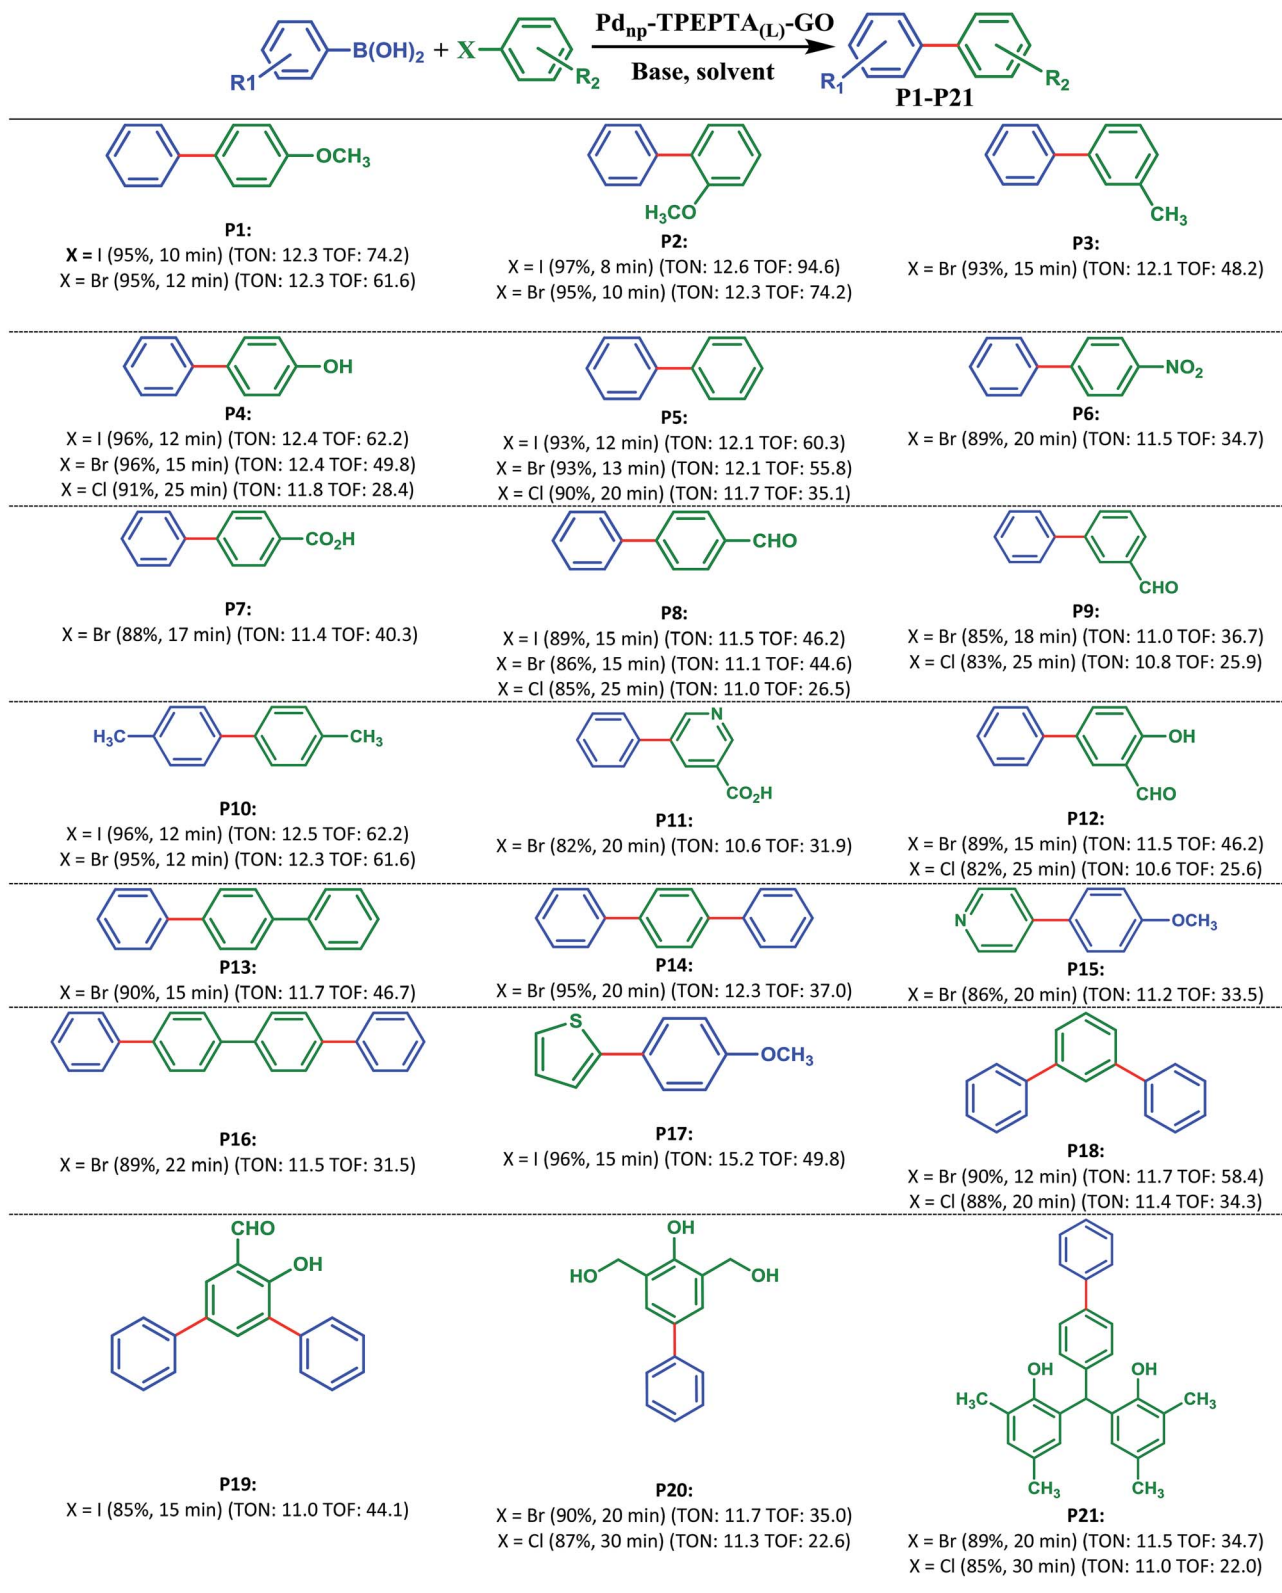 Pdnp-TPEPTA(L)-GO
B(OH)2 + X
R1
R2
Base, solvent
R1
R2
P1-P21
OCH3
P1:
X = I (95%, 10 min) (TON: 12.3 TOF: 74.2)
X = Br (95%, 12 min) (TON: 12.3 TOF: 61.6)
H3CO
P2:
X = I (97%, 8 min) (TON: 12.6 TOF: 94.6)
X = Br (95%, 10 min) (TON: 12.3 TOF: 74.2)
CH3
P3:
X = Br (93%, 15 min) (TON: 12.1 TOF: 48.2)
OH
P4:
X = I (96%, 12 min) (TON: 12.4 TOF: 62.2)
X = Br (96%, 15 min) (TON: 12.4 TOF: 49.8)
X = Cl (91%, 25 min) (TON: 11.8 TOF: 28.4)
P5:
X = I (93%, 12 min) (TON: 12.1 TOF: 60.3)
X = Br (93%, 13 min) (TON: 12.1 TOF: 55.8)
X = Cl (90%, 20 min) (TON: 11.7 TOF: 35.1)
NO2
P6:
X = Br (89%, 20 min) (TON: 11.5 TOF: 34.7)
CO2H
P7:
X = Br (88%, 17 min) (TON: 11.4 TOF: 40.3)
CHO
P8:
X = I (89%, 15 min) (TON: 11.5 TOF: 46.2)
X = Br (86%, 15 min) (TON: 11.1 TOF: 44.6)
X = Cl (85%, 25 min) (TON: 11.0 TOF: 26.5)
CHO
P9:
X = Br (85%, 18 min) (TON: 11.0 TOF: 36.7)
X = Cl (83%, 25 min) (TON: 10.8 TOF: 25.9)
H3C
CH3
P10:
X = I (96%, 12 min) (TON: 12.5 TOF: 62.2)
X = Br (95%, 12 min) (TON: 12.3 TOF: 61.6)
N
CO2H
P11:
X = Br (82%, 20 min) (TON: 10.6 TOF: 31.9)
OH
CHO
P12:
X = Br (89%, 15 min) (TON: 11.5 TOF: 46.2)
X = Cl (82%, 25 min) (TON: 10.6 TOF: 25.6)
P13:
X = Br (90%, 15 min) (TON: 11.7 TOF: 46.7)
P14:
X = Br (95%, 20 min) (TON: 12.3 TOF: 37.0)
N
OCH3
P15:
X = Br (86%, 20 min) (TON: 11.2 TOF: 33.5)
P16:
X = Br (89%, 22 min) (TON: 11.5 TOF: 31.5)
S
OCH3
P17:
X = I (96%, 15 min) (TON: 15.2 TOF: 49.8)
P18:
X = Br (90%, 12 min) (TON: 11.7 TOF: 58.4)
X = Cl (88%, 20 min) (TON: 11.4 TOF: 34.3)
CHO
OH
P19:
X = I (85%, 15 min) (TON: 11.0 TOF: 44.1)
OH
HO
OH
P20:
X = Br (90%, 20 min) (TON: 11.7 TOF: 35.0)
X = Cl (87%, 30 min) (TON: 11.3 TOF: 22.6)
OH
OH
H3C
CH3
CH3
CH3
P21:
X = Br (89%, 20 min) (TON: 11.5 TOF: 34.7)
X = Cl (85%, 30 min) (TON: 11.0 TOF: 22.0)